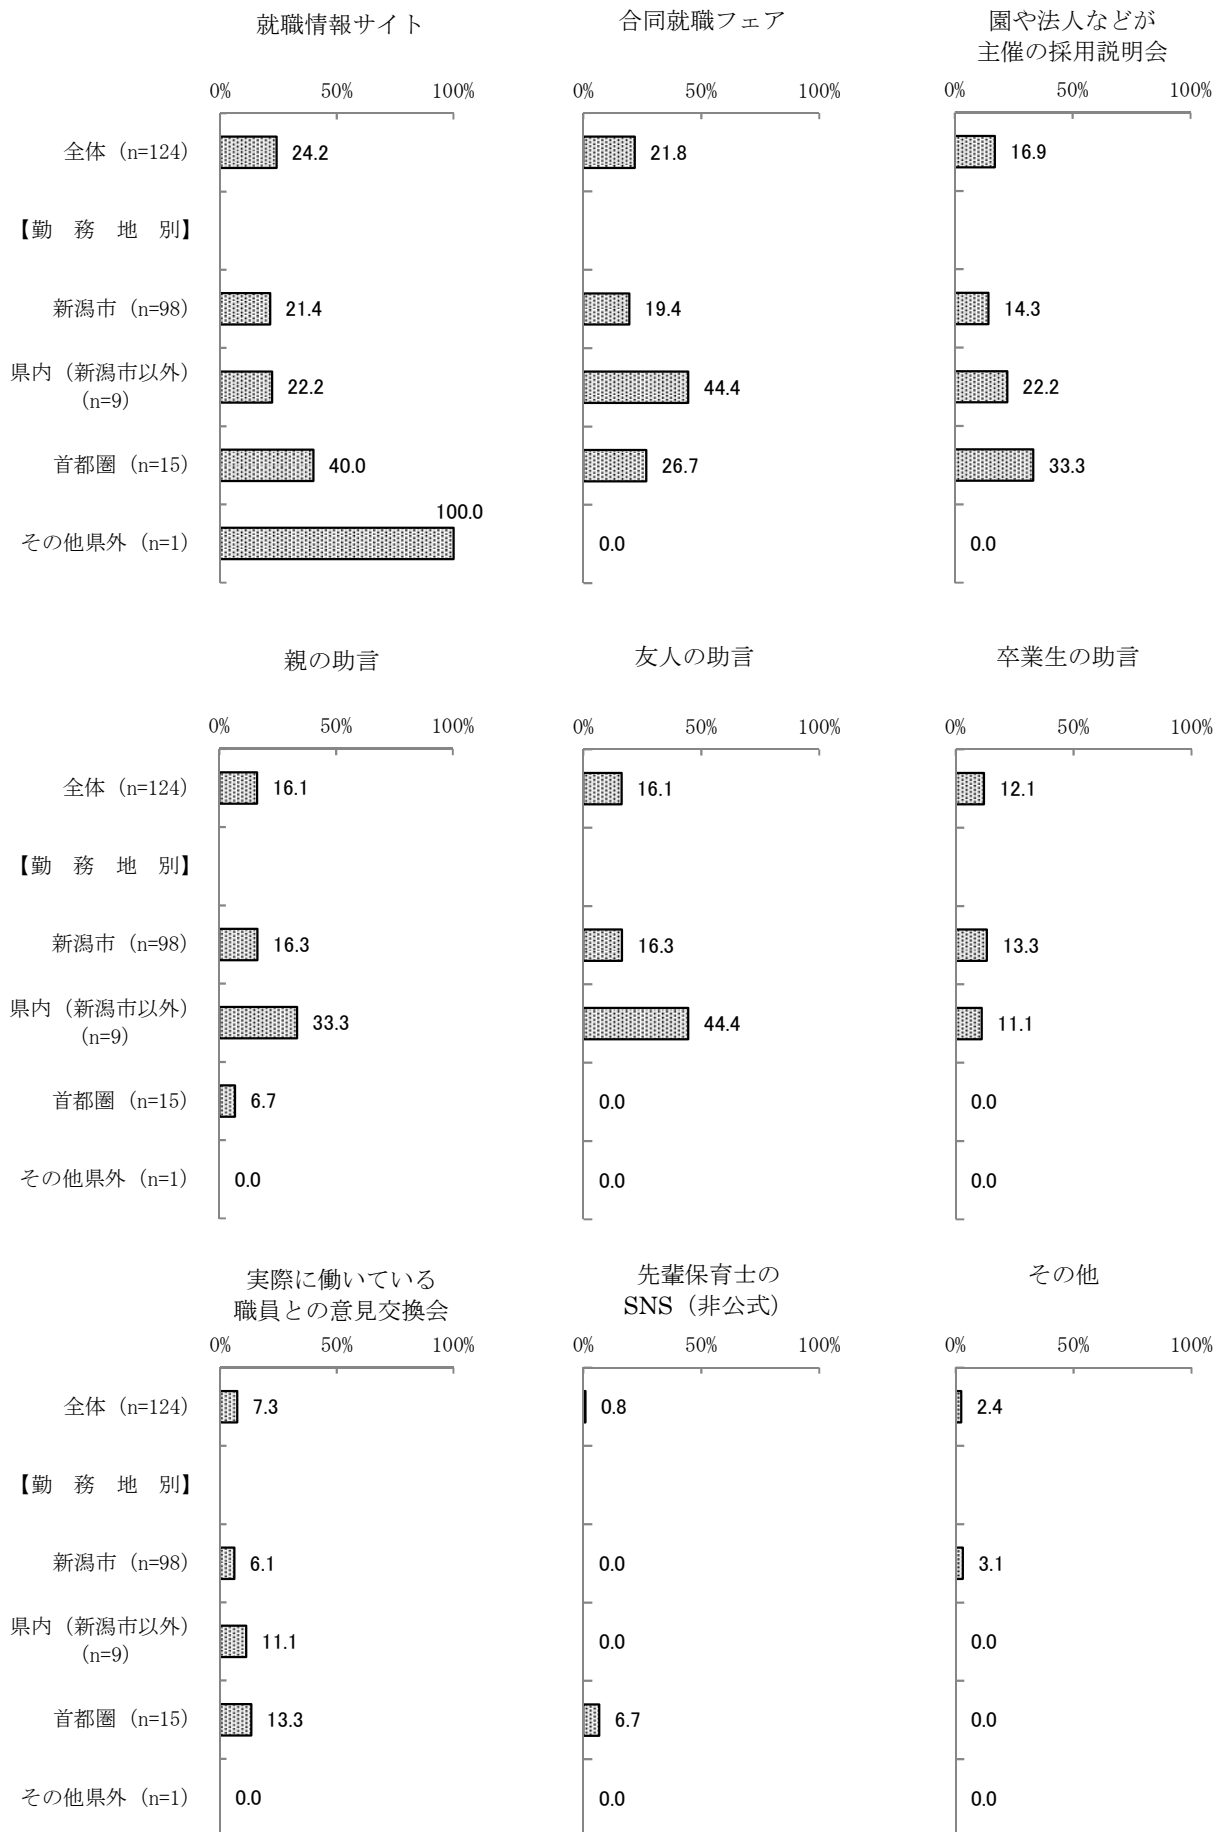 就職情報サイト
合同就職フェア
園や法人などが
主催の採用説明会
0% 50% 100%
0% 50% 100%
0% 50% 100%
全体（n=124） 24.2 21.8 16.9
【勤　務　地　別】
新潟市（n=98） 21.4 19.4 14.3
県内（新潟市以外）
（n=9） 22.2 44.4 22.2
首都圏（n=15） 40.0 26.7 33.3
その他県外（n=1） 100.0 0.0 0.0
親の助言
友人の助言
卒業生の助言
0% 50% 100%
0% 50% 100%
0% 50% 100%
全体（n=124） 16.1 16.1 12.1
【勤　務　地　別】
新潟市（n=98） 16.3 16.3 13.3
県内（新潟市以外）
（n=9） 33.3 44.4 11.1
首都圏（n=15） 6.7 0.0 0.0
その他県外（n=1） 0.0 0.0 0.0
実際に働いている
職員との意見交換会
先輩保育士の
SNS（非公式）
その他
0% 50% 100%
0% 50% 100%
0% 50% 100%
全体（n=124） 7.3 0.8 2.4
【勤　務　地　別】
新潟市（n=98） 6.1 0.0 3.1
県内（新潟市以外）
（n=9） 11.1 0.0 0.0
首都圏（n=15） 13.3 6.7 0.0
その他県外（n=1） 0.0 0.0 0.0